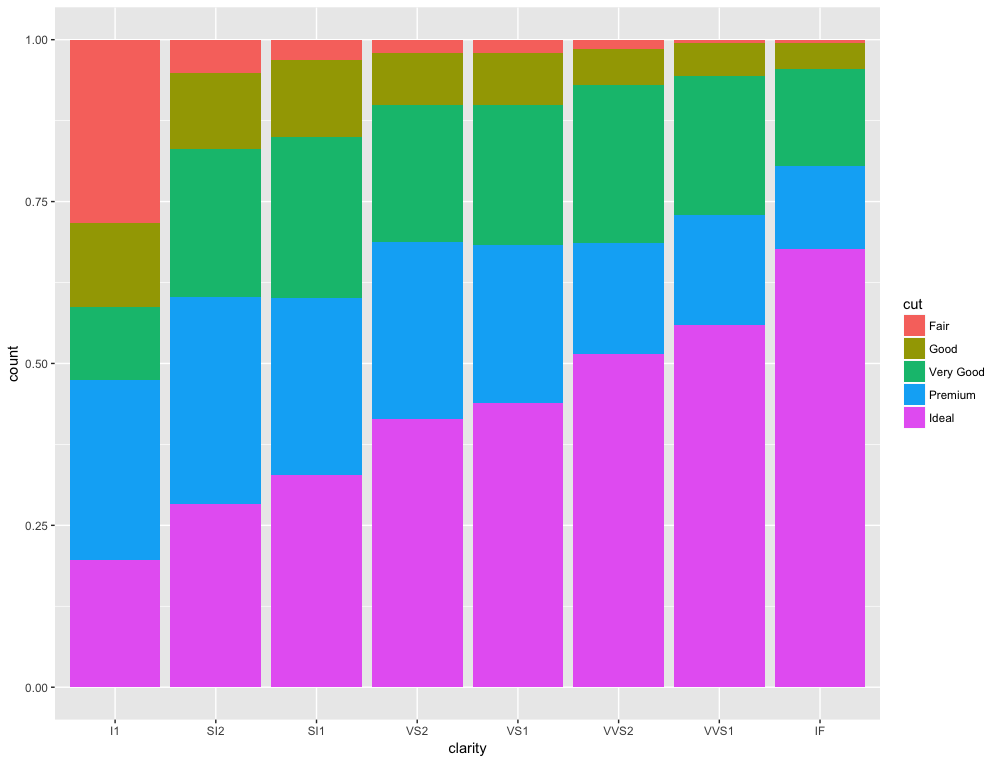 1.00
0.75
0.50
0.25
0.00
count
I1 SI2 SI1 VS2 VS1 VVS2 VVS1 IF
clarity
cut
Fair
Good
Very Good
Premium
Ideal